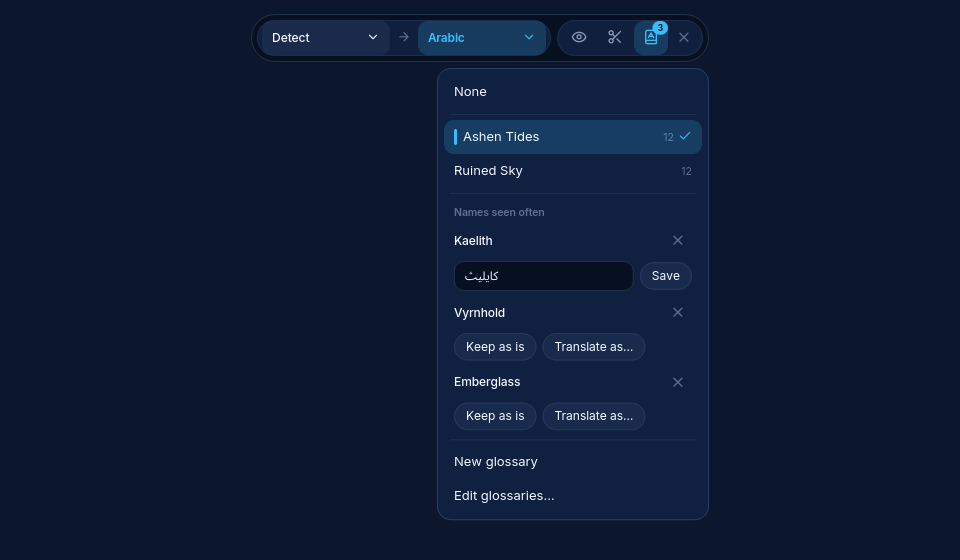 Detect
Arabic
3
None
Ashen Tides 12
Ruined Sky 12
Names seen often
Kaelith
كايليث Save
Vyrnhold
Keep as is Translate as...
Emberglass
Keep as is Translate as...
New glossary
Edit glossaries...